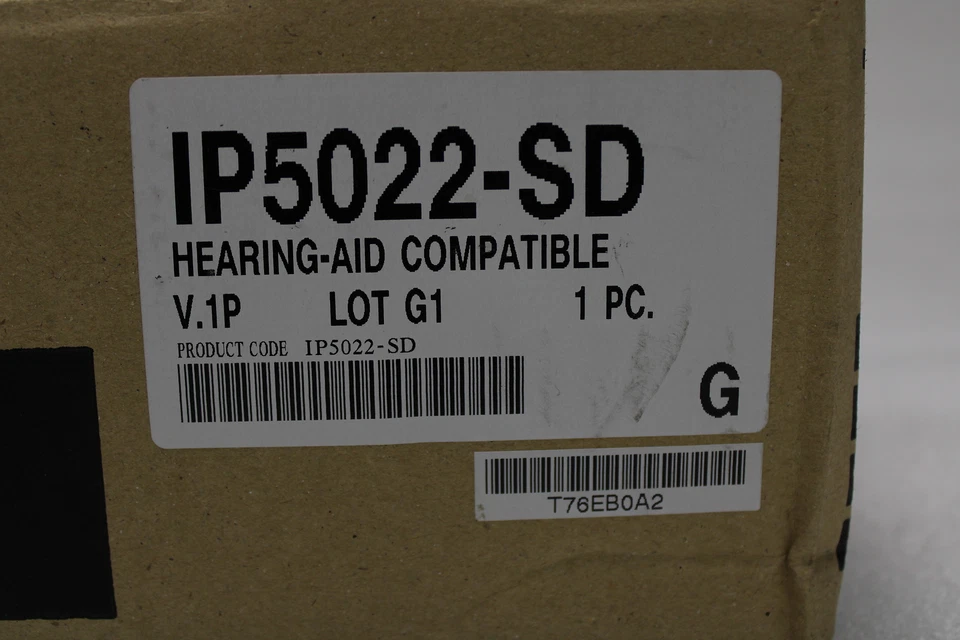 IP5022-SD
HEARING-AID COMPATIBLE
V.1P LOT G1 1 PC.
PRODUCT CODE IP5022-SD
G
T76EB0A2